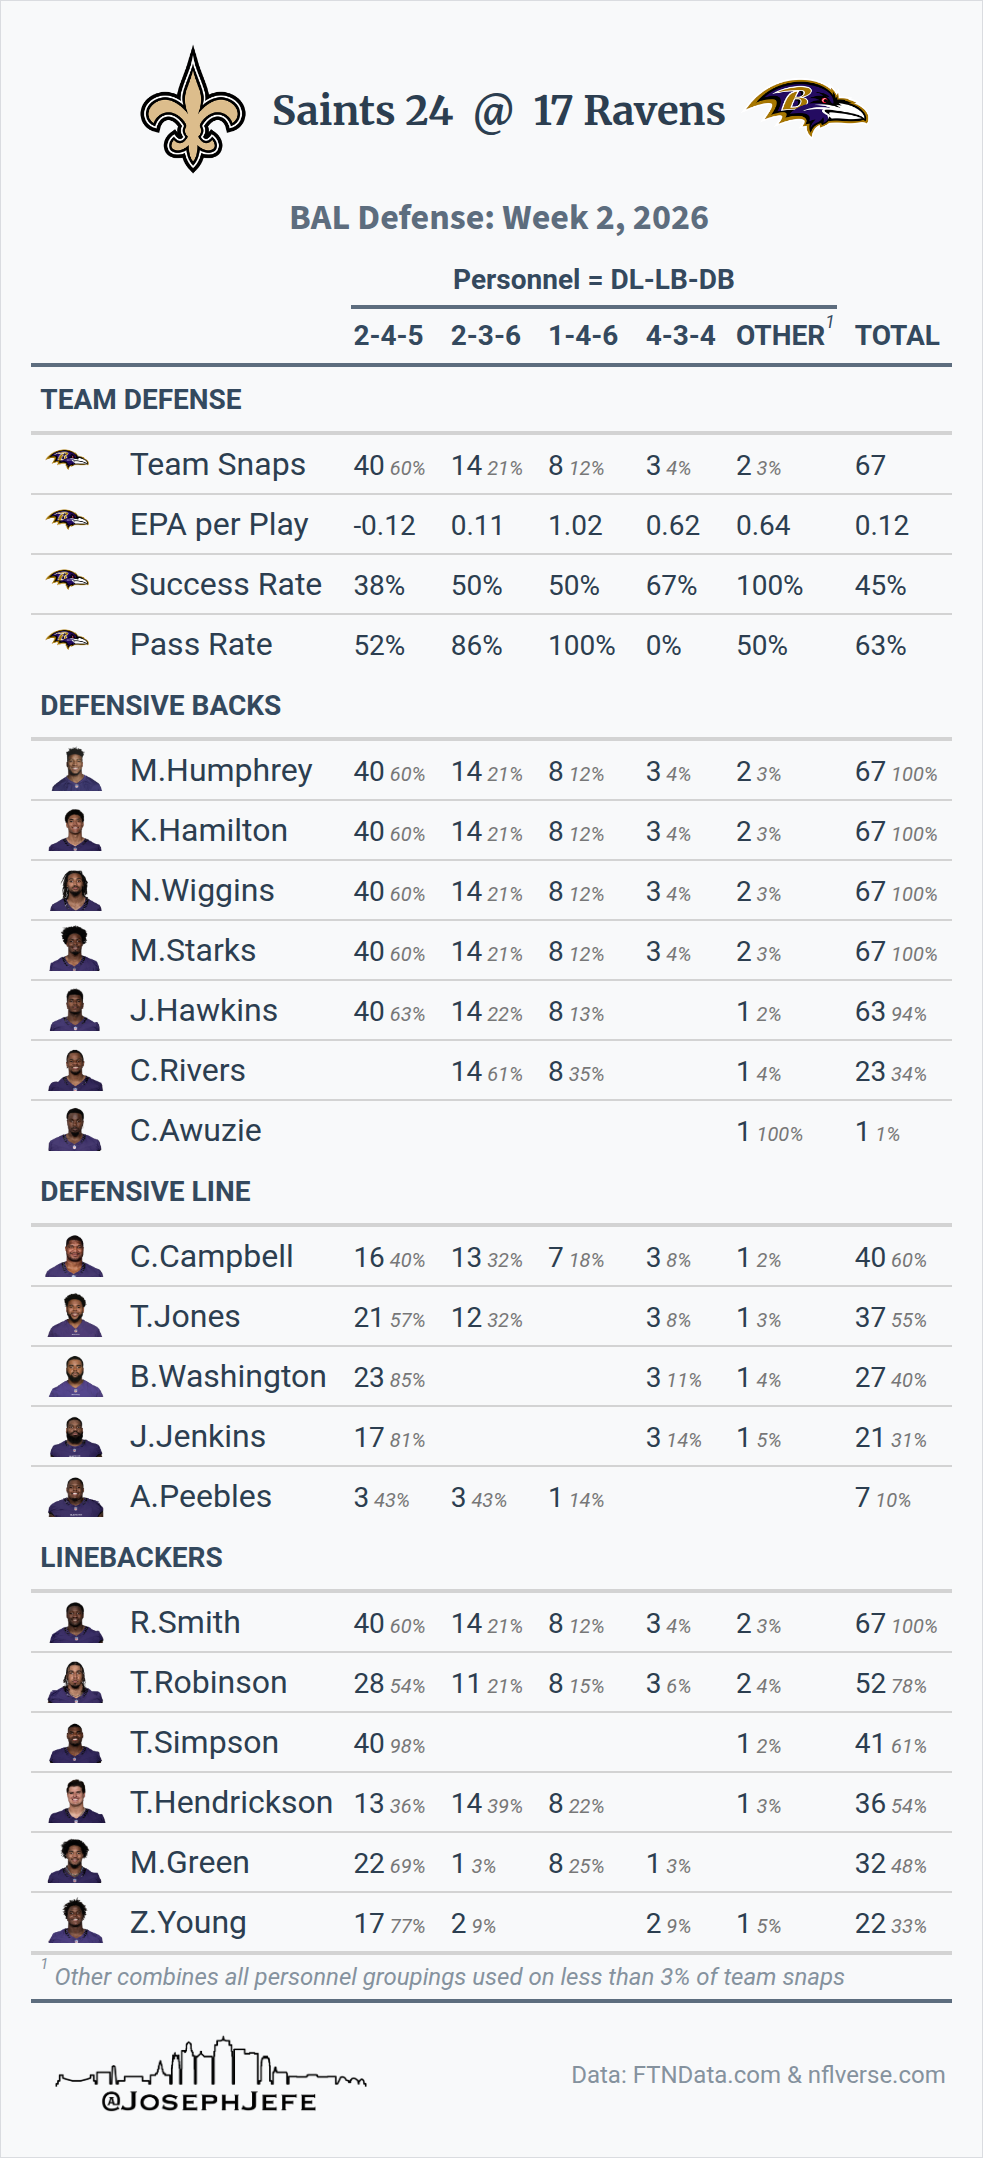 Saints 24 @ 17 Ravens
BAL Defense: Week 2, 2026
Personnel = DL-LB-DB
2-4-5 2-3-6 1-4-6 4-3-4 OTHER1 TOTAL
TEAM DEFENSE
Team Snaps 40 60% 14 21% 8 12% 3 4% 2 3% 67
EPA per Play -0.12 0.11 1.02 0.62 0.64 0.12
Success Rate 38% 50% 50% 67% 100% 45%
Pass Rate 52% 86% 100% 0% 50% 63%
DEFENSIVE BACKS
M.Humphrey 40 60% 14 21% 8 12% 3 4% 2 3% 67 100%
K.Hamilton 40 60% 14 21% 8 12% 3 4% 2 3% 67 100%
N.Wiggins 40 60% 14 21% 8 12% 3 4% 2 3% 67 100%
M.Starks 40 60% 14 21% 8 12% 3 4% 2 3% 67 100%
J.Hawkins 40 63% 14 22% 8 13% 1 2% 63 94%
C.Rivers 14 61% 8 35% 1 4% 23 34%
C.Awuzie 1 100% 1 1%
DEFENSIVE LINE
C.Campbell 16 40% 13 32% 7 18% 3 8% 1 2% 40 60%
T.Jones 21 57% 12 32% 3 8% 1 3% 37 55%
B.Washington 23 85% 3 11% 1 4% 27 40%
J.Jenkins 17 81% 3 14% 1 5% 21 31%
A.Peebles 3 43% 3 43% 1 14% 7 10%
LINEBACKERS
R.Smith 40 60% 14 21% 8 12% 3 4% 2 3% 67 100%
T.Robinson 28 54% 11 21% 8 15% 3 6% 2 4% 52 78%
T.Simpson 40 98% 1 2% 41 61%
T.Hendrickson 13 36% 14 39% 8 22% 1 3% 36 54%
M.Green 22 69% 1 3% 8 25% 1 3% 32 48%
Z.Young 17 77% 2 9% 2 9% 1 5% 22 33%
1 Other combines all personnel groupings used on less than 3% of team snaps
@JOSEPHJEFE
Data: FTNData.com & nflverse.com